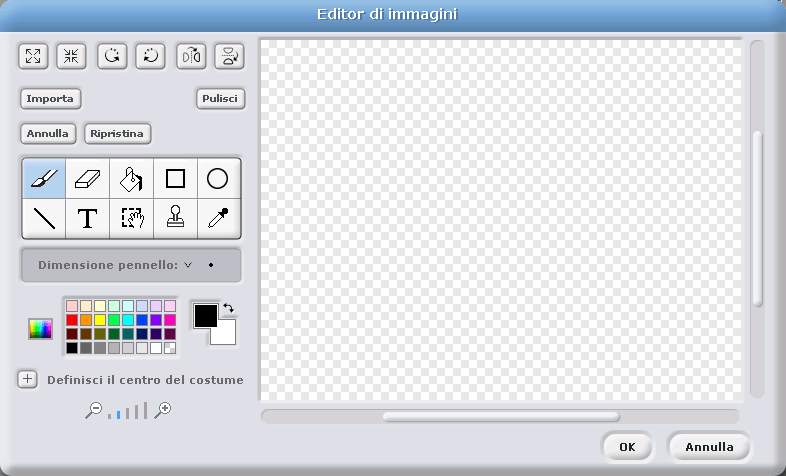 Editor di immagini
Importa
Pulisci
Annulla
Ripristina
T
Dimensione pennello:
Definisci il centro del costume
OK
Annulla